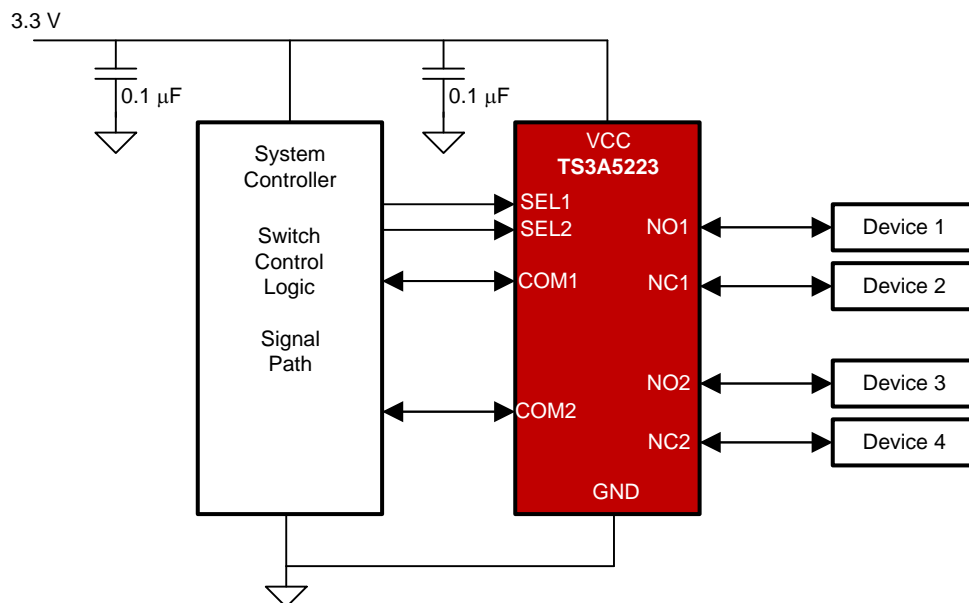 3.3 V
0.1 μF
0.1 μF
System
Controller
Switch
Control
Logic
Signal
Path
VCC
TS3A5223
SEL1
SEL2
COM1
COM2
NO1
NC1
NO2
NC2
GND
Device 1
Device 2
Device 3
Device 4